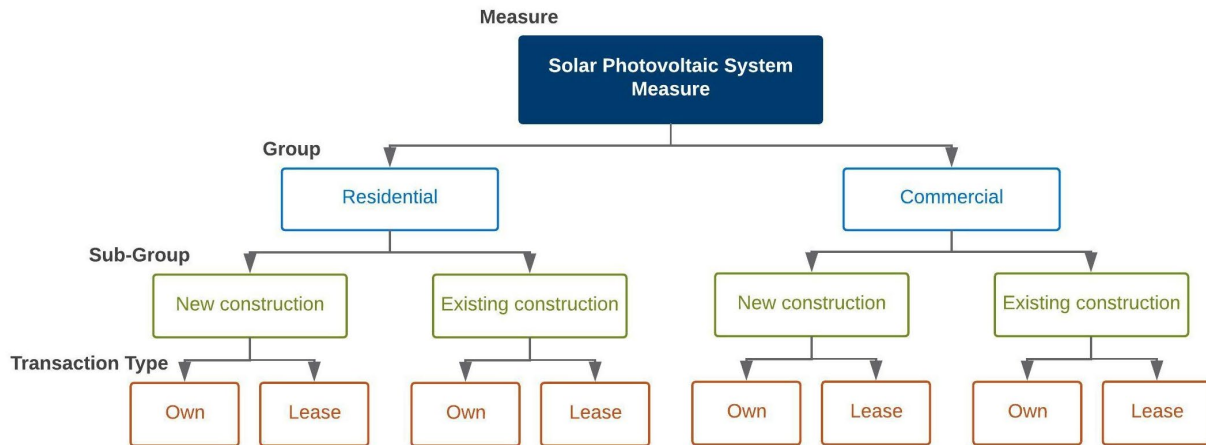 Measure
Solar Photovoltaic System
Measure
Group
Residential
Commercial
Sub-Group
New construction
Existing construction
New construction
Existing construction
Transaction Type
Own
Lease
Own
Lease
Own
Lease
Own
Lease